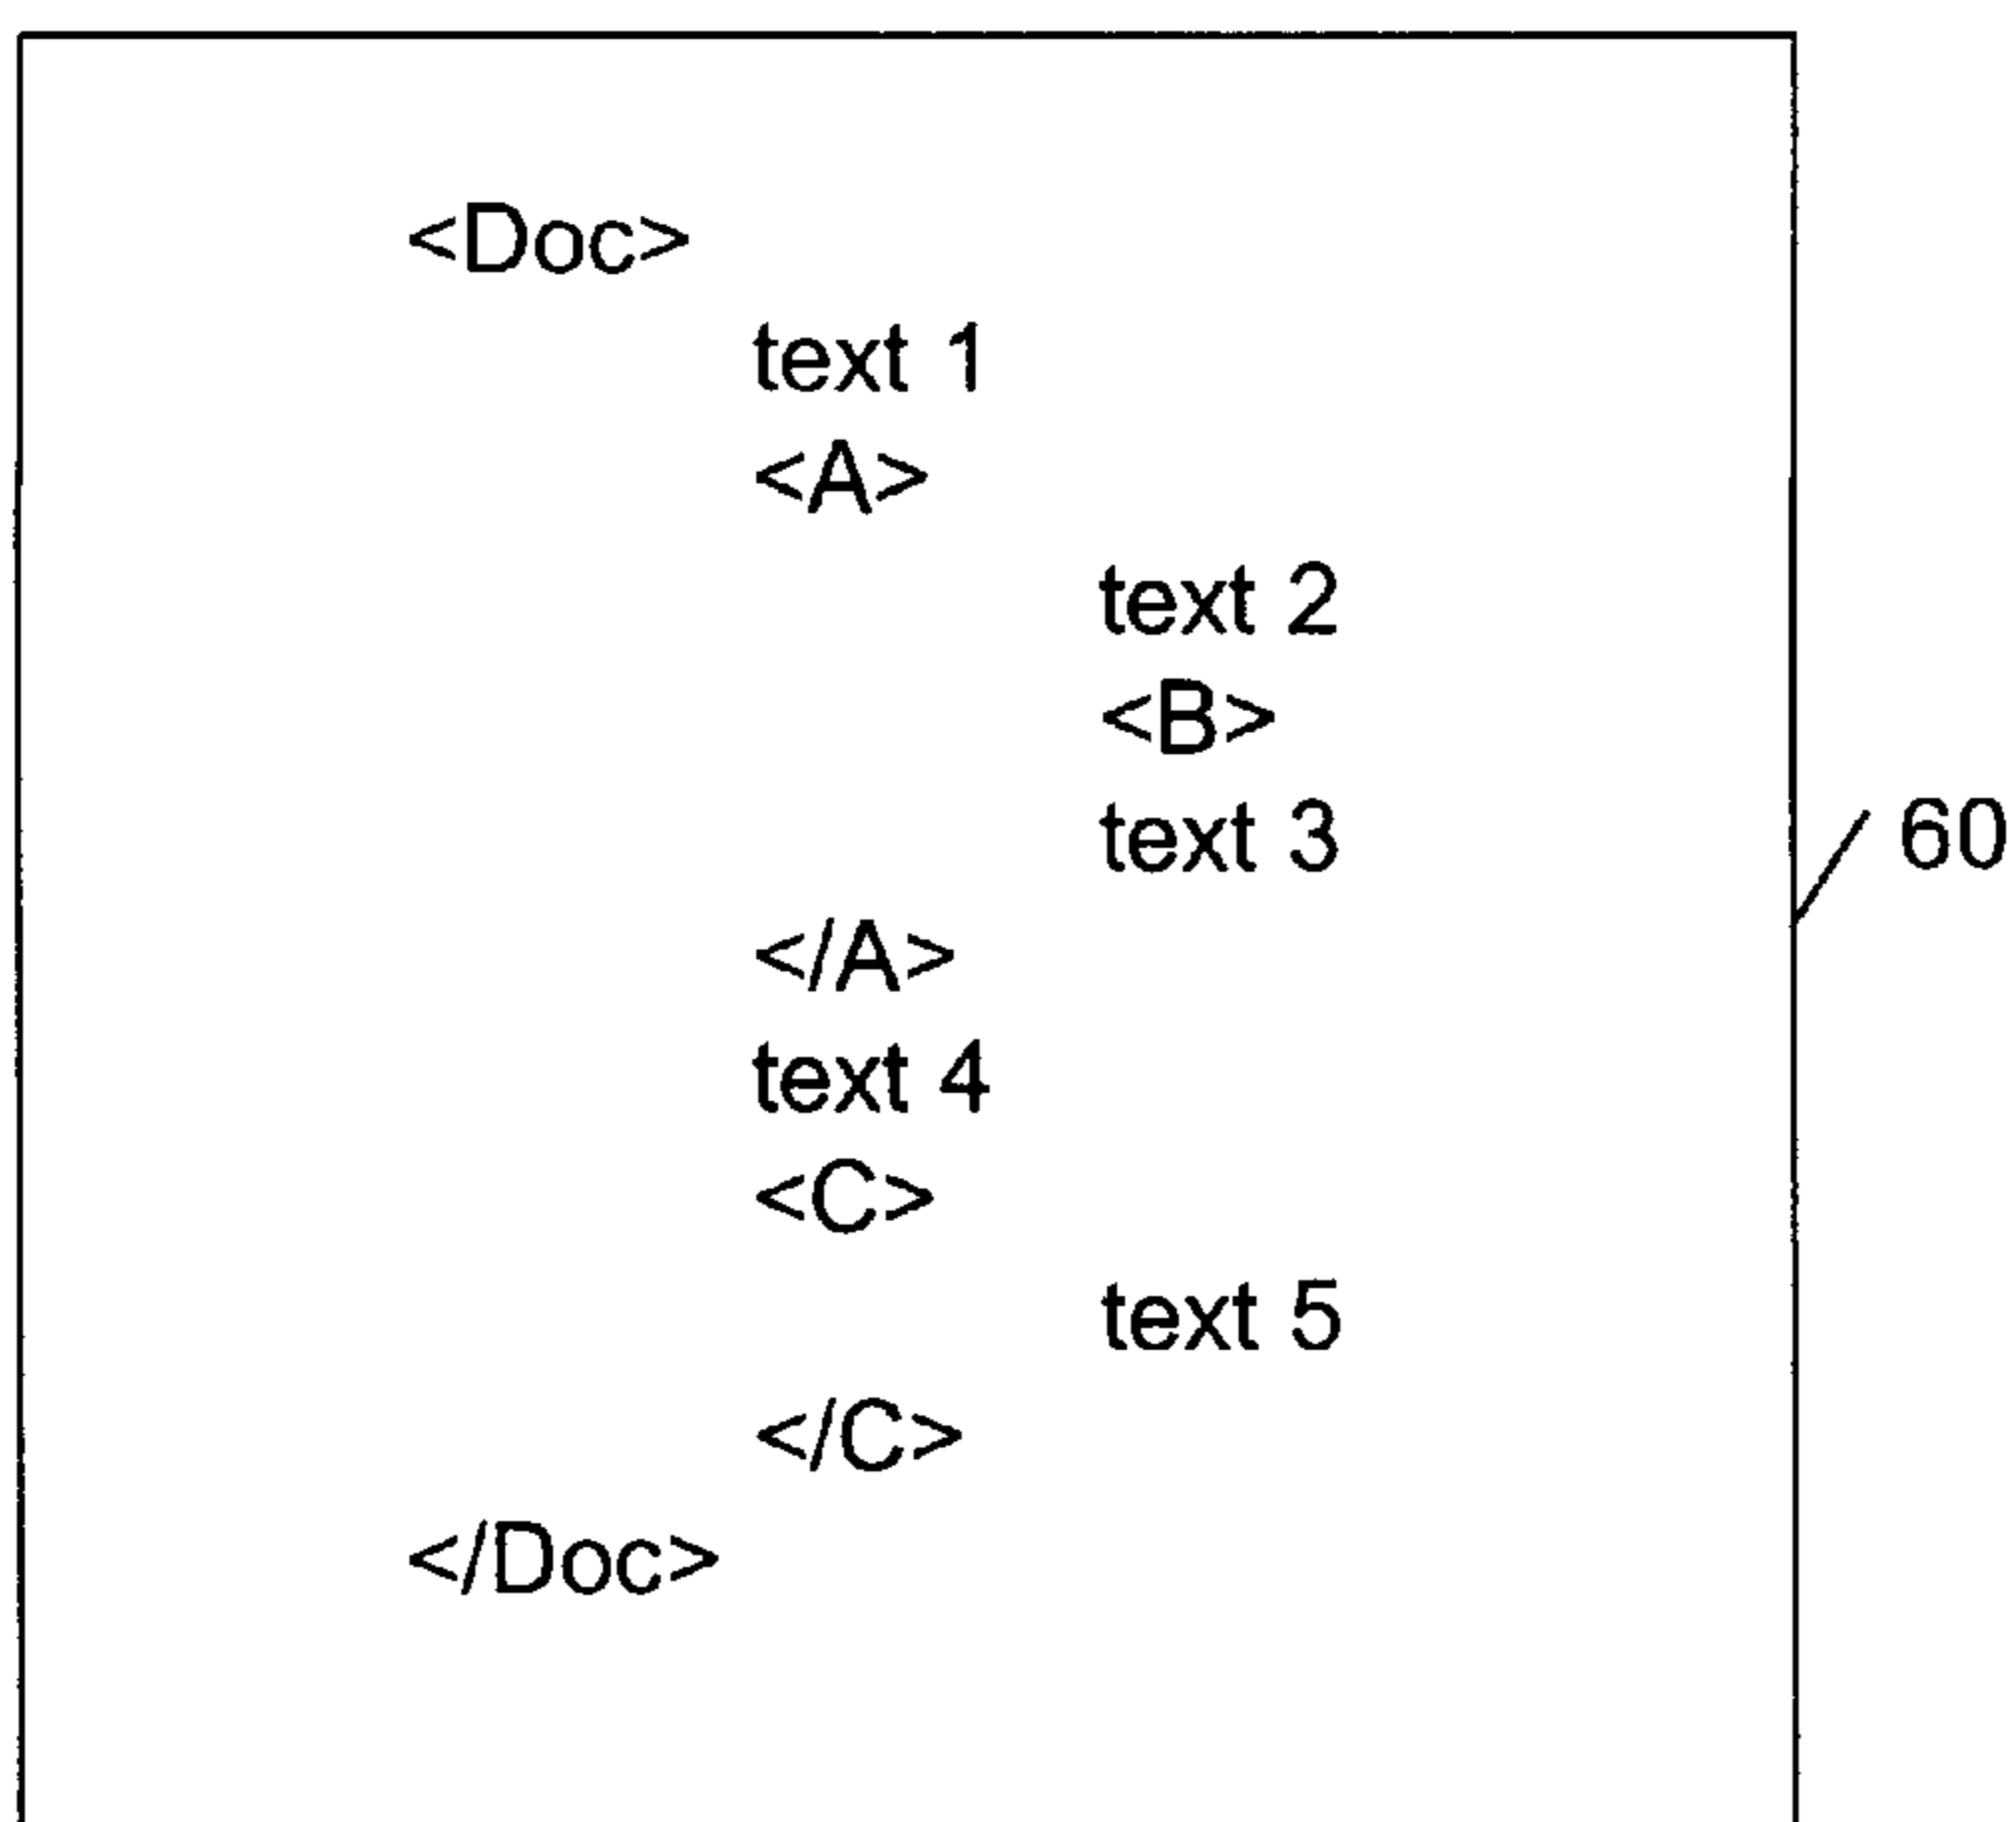 <Doc>
text 1
<A>
text 2
<B>
text 3
60
</A>
text 4
<C>
text 5
</C>
</Doc>